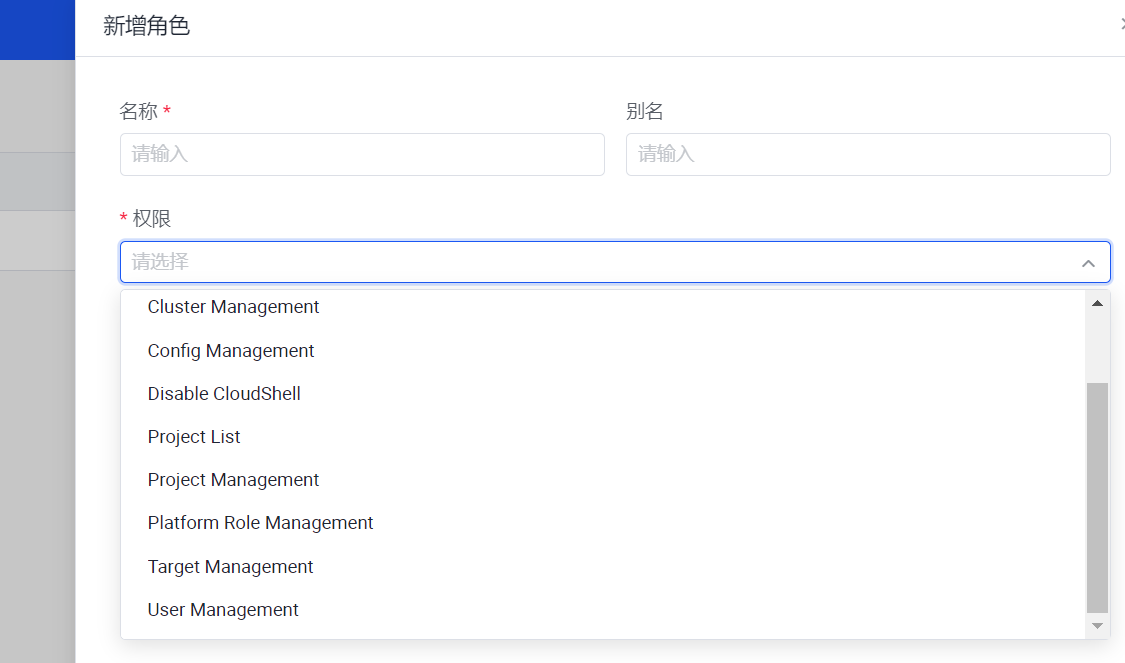 新增角色
名称 * 别名
请输入 请输入
* 权限
请选择
Cluster Management
Config Management
Disable CloudShell
Project List
Project Management
Platform Role Management
Target Management
User Management